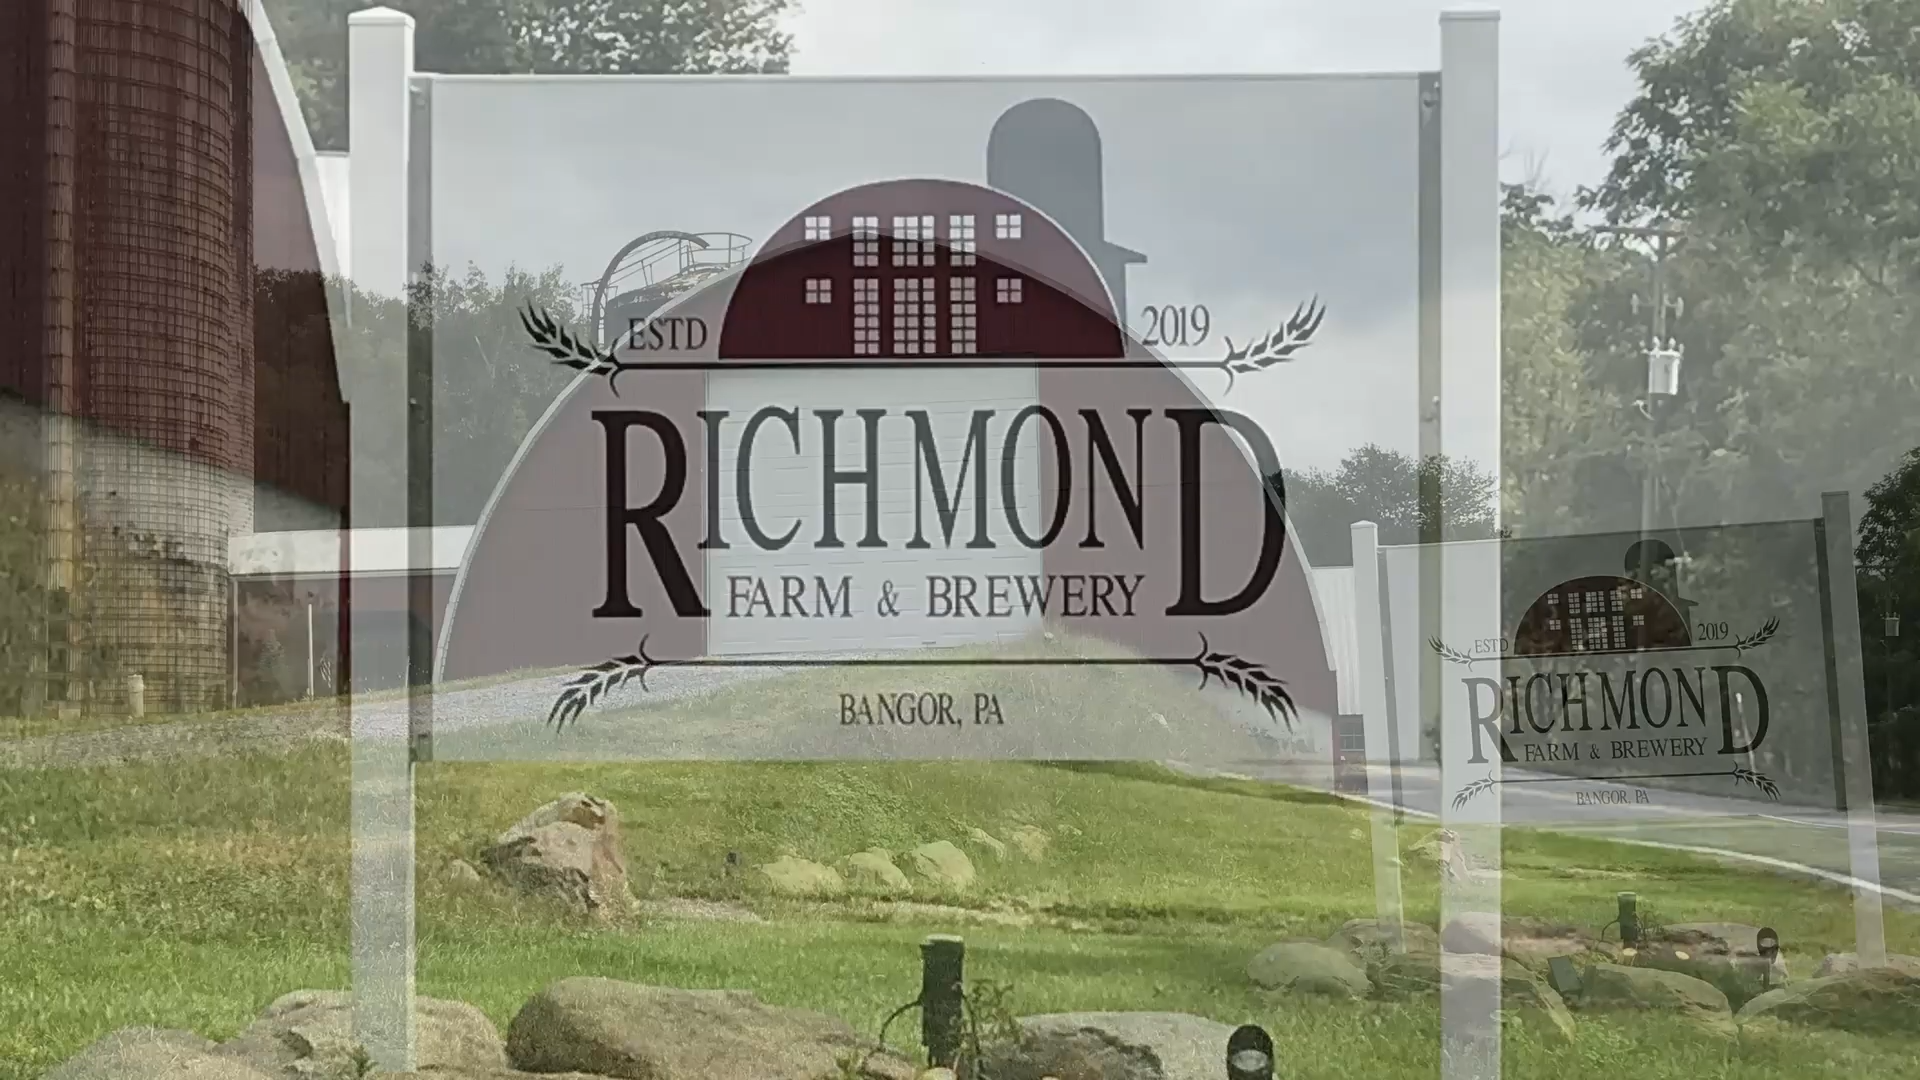 ESTD 2019
RICHMOND
FARM & BREWERY
BANGOR, PA
ESTD 2019
RICHMOND
FARM & BREWERY
BANGOR, PA